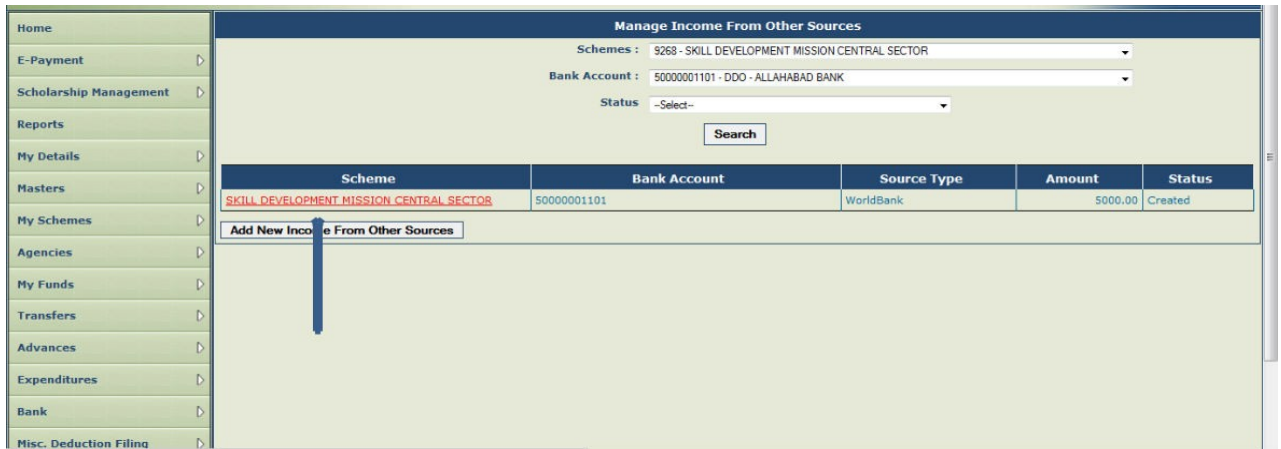 Home
E-Payment
Scholarship Management
Reports
My Details
Masters
My Schemes
Agencies
My Funds
Transfers
Advances
Expenditures
Bank
Misc. Deduction Filing
Manage Income From Other Sources
Schemes : 9268 - SKILL DEVELOPMENT MISSION CENTRAL SECTOR
Bank Account : 50000001101 - DDO - ALLAHABAD BANK
Status --Select--
Search
Scheme Bank Account Source Type Amount Status
SKILL DEVELOPMENT MISSION CENTRAL SECTOR 50000001101 WorldBank 5000.00 Created
Add New Income From Other Sources